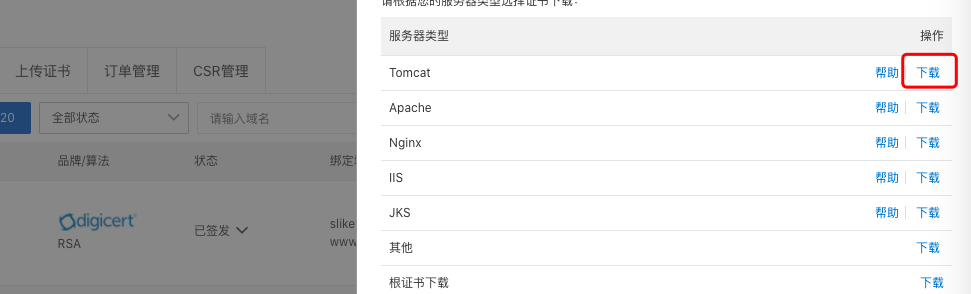 请根据您的服务器类型选择证书下载：
服务器类型 操作
Tomcat 帮助 下载
Apache 帮助 下载
Nginx 帮助 下载
IIS 帮助 下载
JKS 帮助 下载
其他 下载
根证书下载 下载
上传证书 订单管理 CSR管理
20 全部状态 请输入域名
品牌/算法 状态 绑定
digicert
RSA
已签发
slike
www